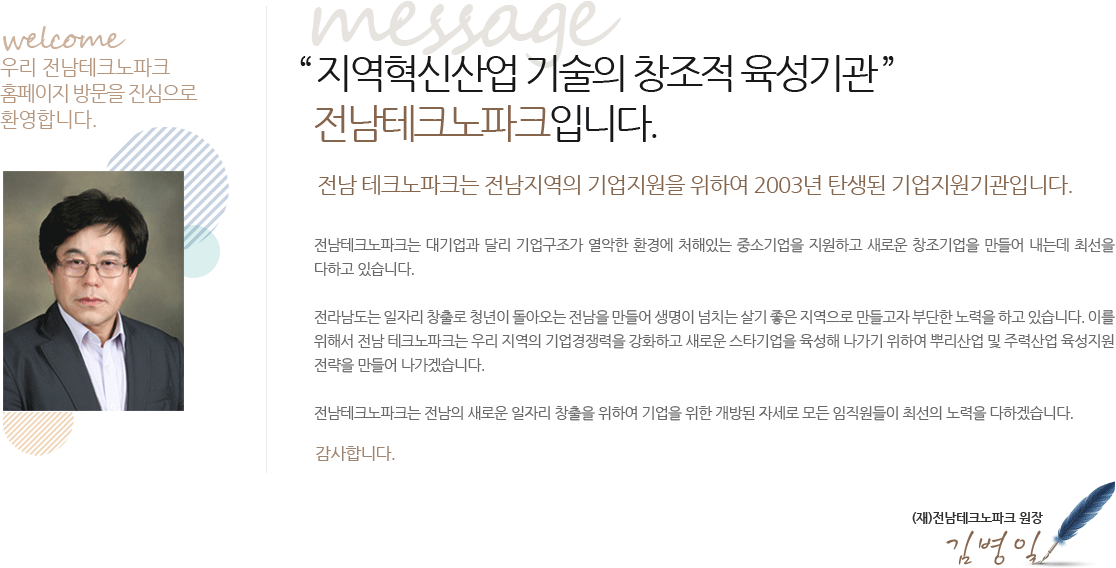 welcome
우리 전남테크노파크
홈페이지 방문을 진심으로
환영합니다.
message
“ 지역혁신산업 기술의 창조적 육성기관 ”
전남테크노파크입니다.
전남 테크노파크는 전남지역의 기업지원을 위하여 2003년 탄생된 기업지원기관입니다.
전남테크노파크는 대기업과 달리 기업구조가 열악한 환경에 처해있는 중소기업을 지원하고 새로운 창조기업을 만들어 내는데 최선을
다하고 있습니다.
전라남도는 일자리 창출로 청년이 돌아오는 전남을 만들어 생명이 넘치는 살기 좋은 지역으로 만들고자 부단한 노력을 하고 있습니다. 이를
위해서 전남 테크노파크는 우리 지역의 기업경쟁력을 강화하고 새로운 스타기업을 육성해 나가기 위하여 뿌리산업 및 주력산업 육성지원
전략을 만들어 나가겠습니다.
전남테크노파크는 전남의 새로운 일자리 창출을 위하여 기업을 위한 개방된 자세로 모든 임직원들이 최선의 노력을 다하겠습니다.
감사합니다.
(재)전남테크노파크 원장
김병일